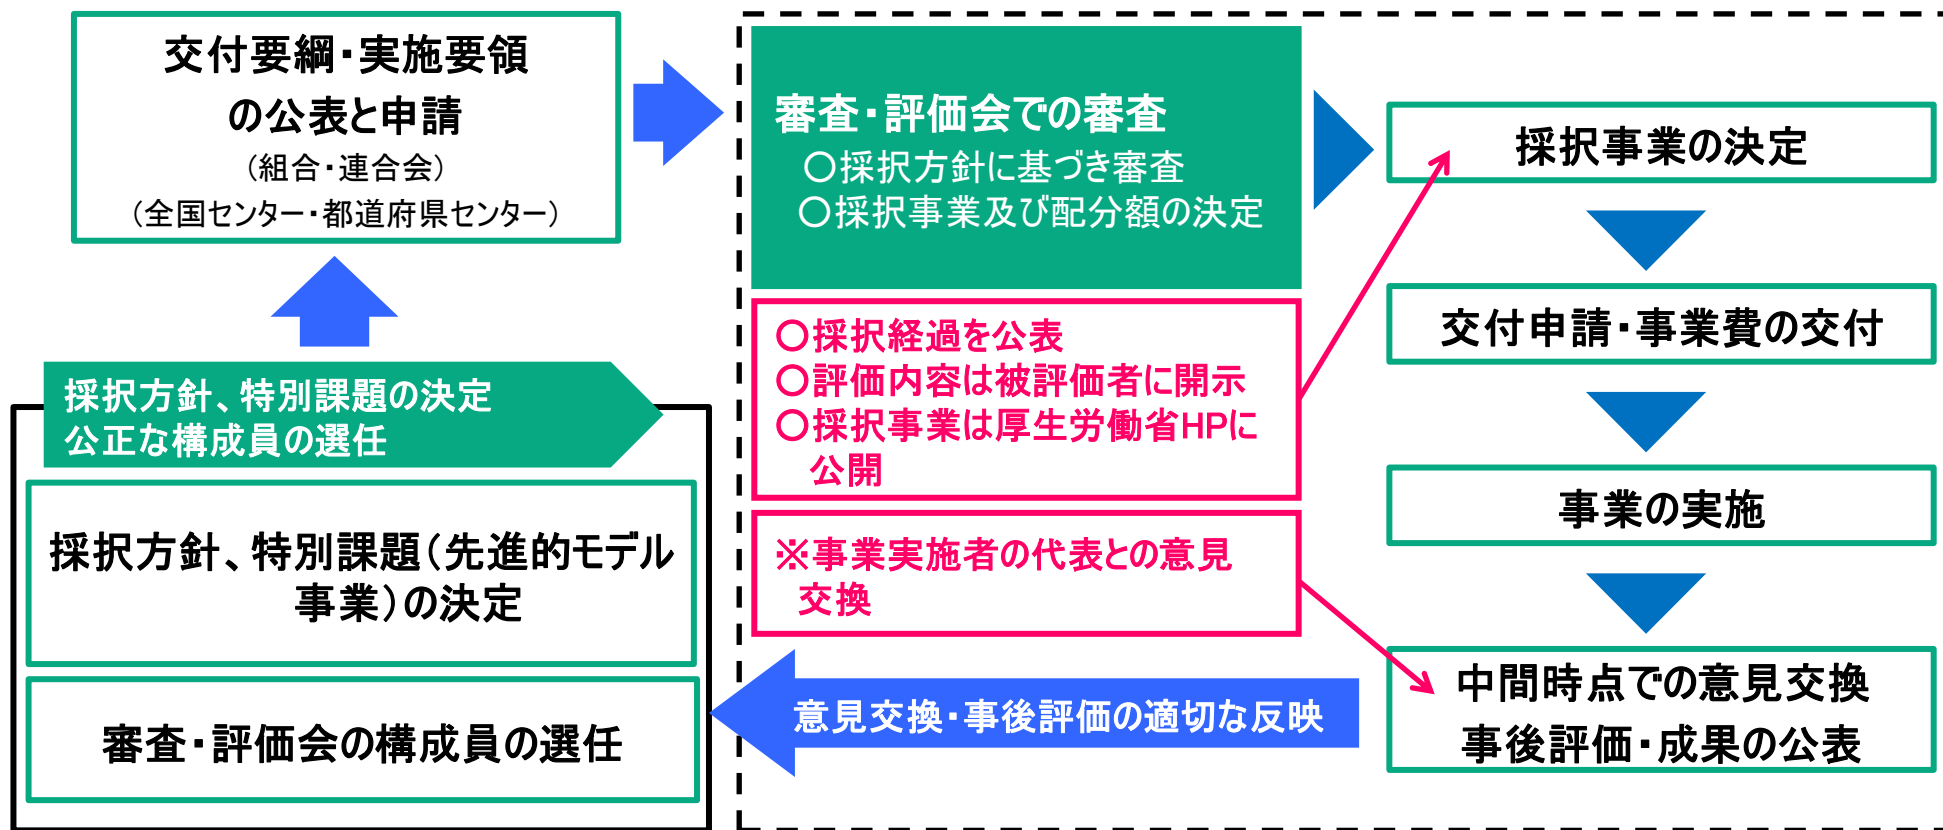 交付要綱・実施要領
の公表と申請
(組合・連合会)
(全国センター・都道府県センター)
採択方針、特別課題の決定
公正な構成員の選任
採択方針、特別課題(先進的モデル
事業)の決定
審査・評価会の構成員の選任
審査・評価会での審査
〇採択方針に基づき審査
〇採択事業及び配分額の決定
〇採択経過を公表
〇評価内容は被評価者に開示
〇採択事業は厚生労働省HPに
公開
※事業実施者の代表との意見
交換
意見交換・事後評価の適切な反映
採択事業の決定
交付申請・事業費の交付
事業の実施
中間時点での意見交換
事後評価・成果の公表